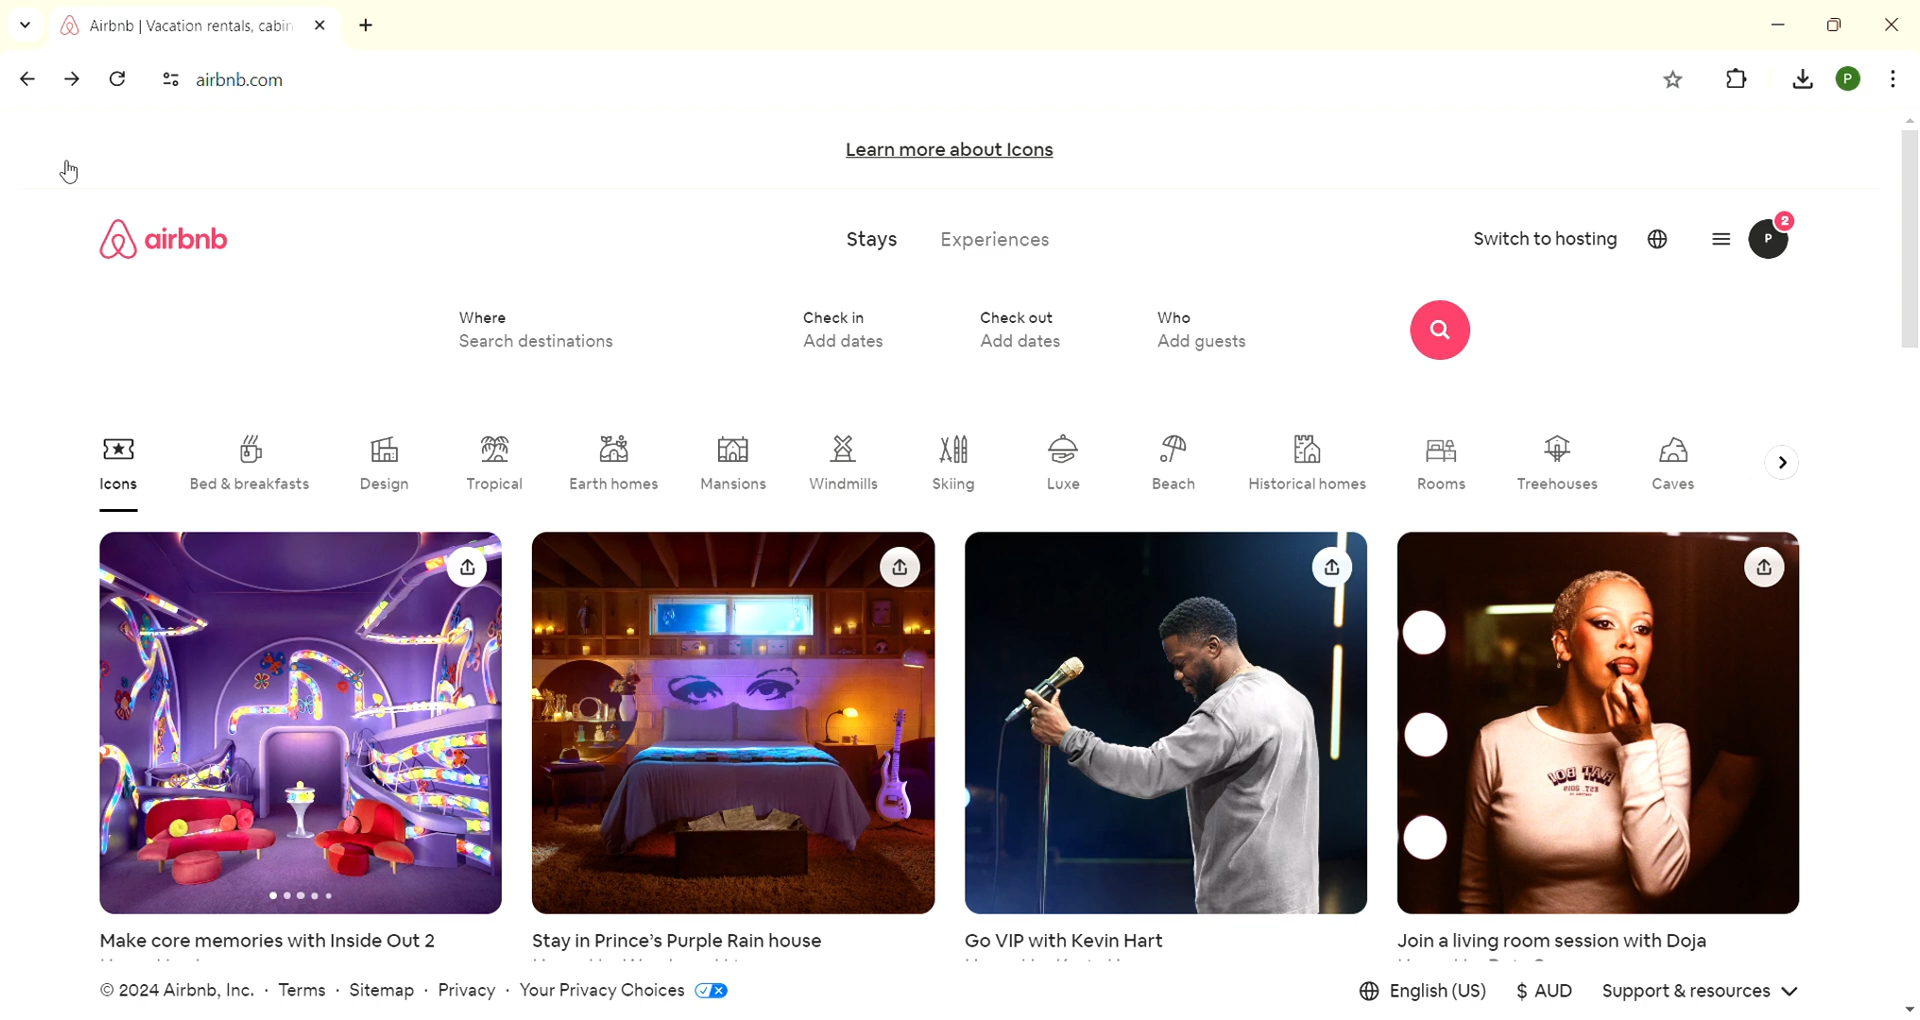 Airbnb | Vacation rentals, cabin
airbnb.com
P
Learn more about Icons
airbnb
Stays
Experiences
Switch to hosting
P
2
Where
Search destinations
Check in
Add dates
Check out
Add dates
Who
Add guests
Icons
Bed & breakfasts
Design
Tropical
Earth homes
Mansions
Windmills
Skiing
Luxe
Beach
Historical homes
Rooms
Treehouses
Caves
Make core memories with Inside Out 2
Stay in Prince’s Purple Rain house
Go VIP with Kevin Hart
Join a living room session with Doja
© 2024 Airbnb, Inc. · Terms · Sitemap · Privacy · Your Privacy Choices
English (US)
$ AUD
Support & resources